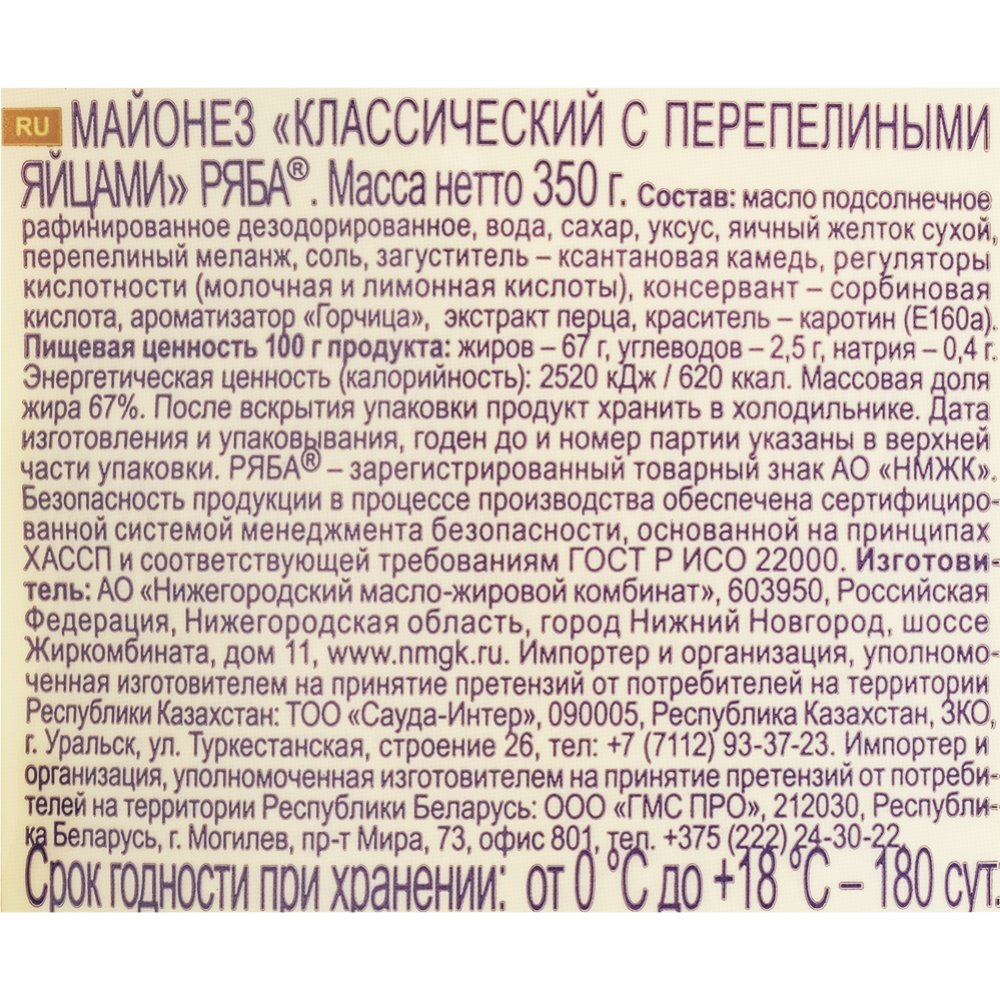 RU МАЙОНЕЗ «КЛАССИЧЕСКИЙ С ПЕРЕПЕЛИНЫМИ
ЯЙЦАМИ» РЯБА®. Масса нетто 350 г. Состав: масло подсолнечное
рафинированное дезодорированное, вода, сахар, уксус, яичный желток сухой,
перепелиный меланж, соль, загуститель – ксантановая камедь, регуляторы
кислотности (молочная и лимонная кислоты), консервант – сорбиновая
кислота, ароматизатор «Горчица», экстракт перца, краситель – каротин (Е160а).
Пищевая ценность 100 г продукта: жиров – 67 г, углеводов – 2,5 г, натрия – 0,4 г.
Энергетическая ценность (калорийность): 2520 кДж / 620 ккал. Массовая доля
жира 67%. После вскрытия упаковки продукт хранить в холодильнике. Дата
изготовления и упаковывания, годен до и номер партии указаны в верхней
части упаковки. РЯБА® – зарегистрированный товарный знак АО «НМЖК».
Безопасность продукции в процессе производства обеспечена сертифициро-
ванной системой менеджмента безопасности, основанной на принципах
ХАССП и соответствующей требованиям ГОСТ Р ИСО 22000. Изготови-
тель: АО «Нижегородский масло-жировой комбинат», 603950, Российская
Федерация, Нижегородская область, город Нижний Новгород, шоссе
Жиркомбината, дом 11, www.nmgk.ru. Импортер и организация, уполномо-
ченная изготовителем на принятие претензий от потребителей на территории
Республики Казахстан: ТОО «Сауда-Интер», 090005, Республика Казахстан, ЗКО,
г. Уральск, ул. Туркестанская, строение 26, тел: +7 (7112) 93-37-23. Импортер и
организация, уполномоченная изготовителем на принятие претензий от потреби-
телей на территории Республики Беларусь: ООО «ГМС ПРО», 212030, Республи-
ка Беларусь, г. Могилев, пр-т Мира, 73, офис 801, тел. +375 (222) 24-30-22.
Срок годности при хранении: от 0 °С до +18 °С – 180 сут.